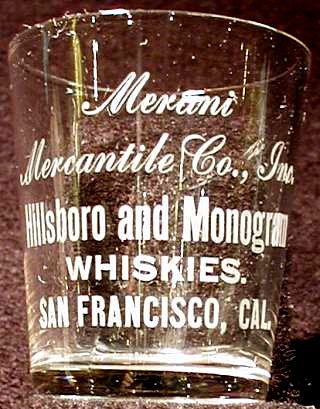 Merani
Mercantile Co., Inc.
Hillsboro and Monogram
WHISKIES.
SAN FRANCISCO, CAL.